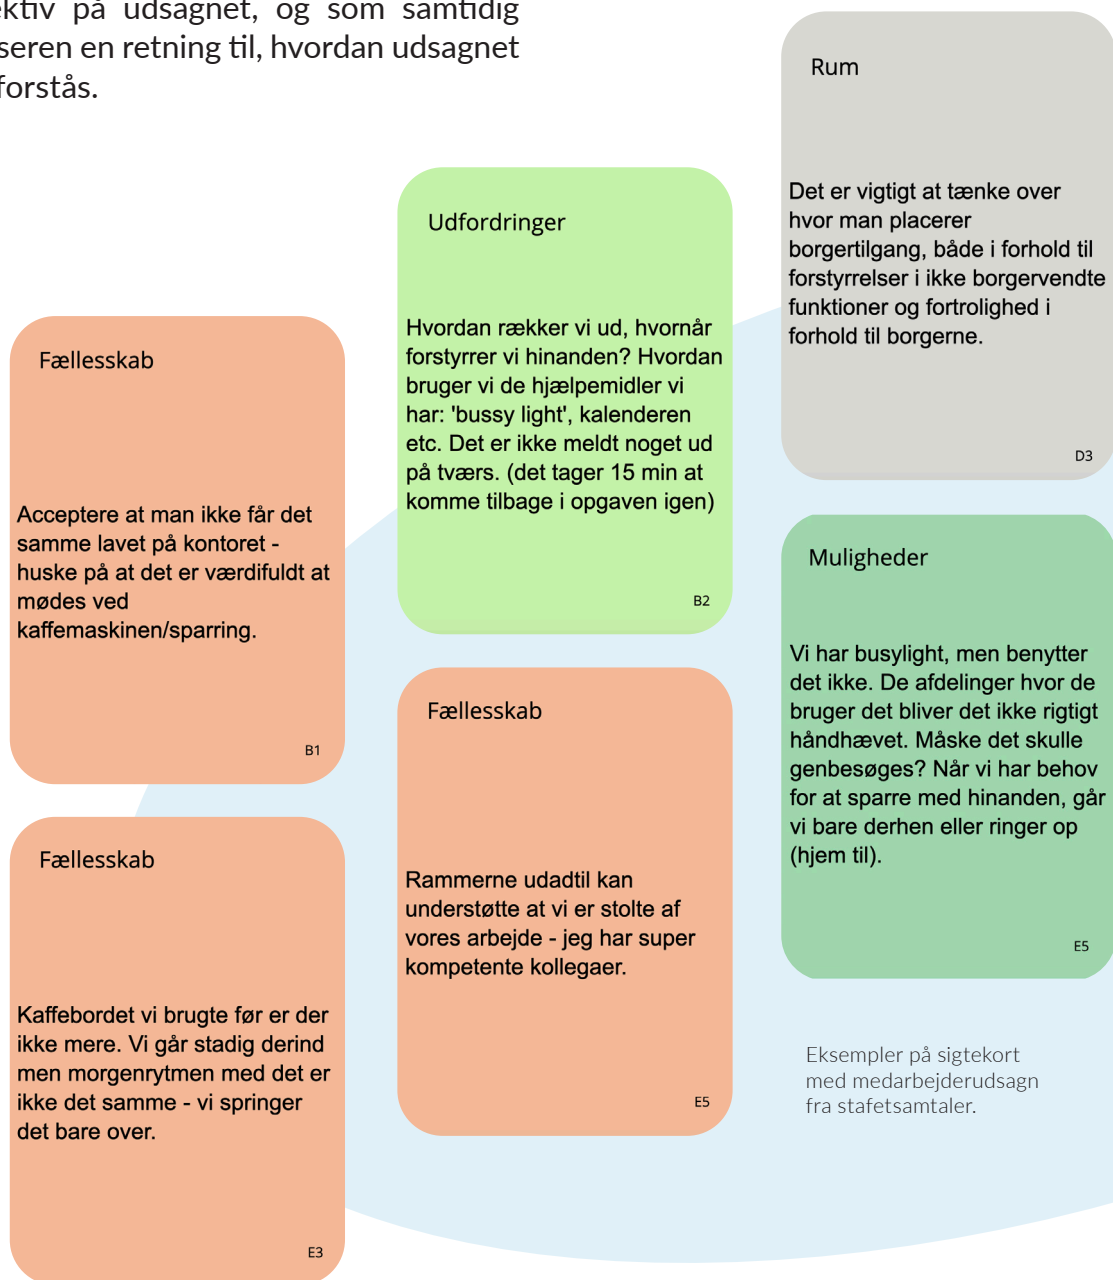 ektiv på udsagnet, og som samtidig
seren en retning til, hvordan udsagnet
forstås.
Fællesskab
Acceptere at man ikke får det
samme lavet på kontoret -
huske på at det er værdifuldt at
mødes ved
kaffemaskinen/sparring.
B1
Fællesskab
Kaffebordet vi brugte før er der
ikke mere. Vi går stadig derind
men morgenrytmen med det er
ikke det samme - vi springer
det bare over.
E3
Udfordringer
Hvordan rækker vi ud, hvornår
forstyrrer vi hinanden? Hvordan
bruger vi de hjælpemidler vi
har: 'bussy light', kalenderen
etc. Det er ikke meldt noget ud
på tværs. (det tager 15 min at
komme tilbage i opgaven igen)
B2
Fællesskab
Rammerne udadtil kan
understøtte at vi er stolte af
vores arbejde - jeg har super
kompetente kollegaer.
E5
Rum
Det er vigtigt at tænke over
hvor man placerer
borgertilgang, både i forhold til
forstyrrelser i ikke borgervendte
funktioner og fortrolighed i
forhold til borgerne.
D3
Muligheder
Vi har busylight, men benytter
det ikke. De afdelinger hvor de
bruger det bliver det ikke rigtigt
håndhævet. Måske det skulle
genbesøges? Når vi har behov
for at sparre med hinanden, går
vi bare derhen eller ringer op
(hjem til).
E5
Eksempler på sigtekort
med medarbejderudsagn
fra stafetsamtaler.